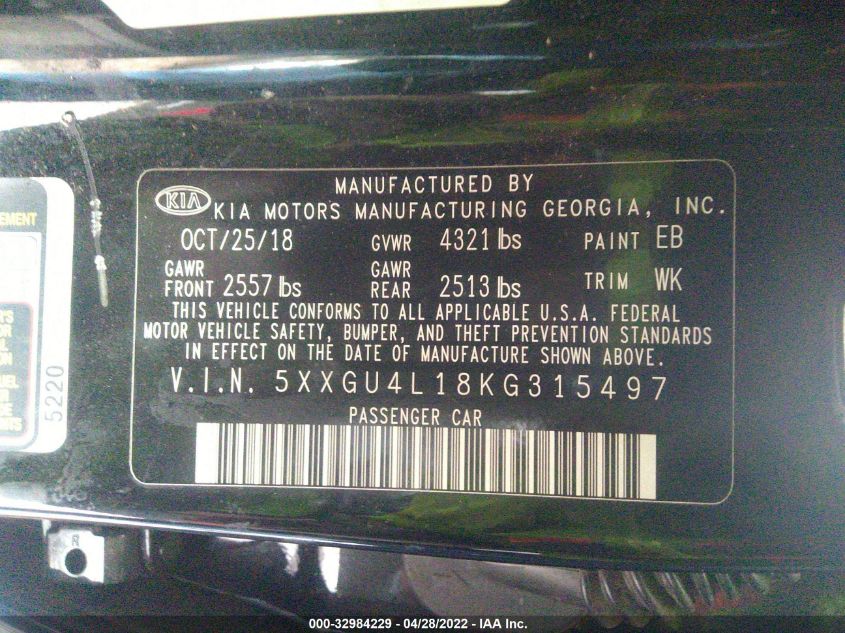 MANUFACTURED BY
KIA
KIA MOTORS MANUFACTURING GEORGIA, INC.
OCT/25/18 GVWR 4321 lbs PAINT EB
GAWR FRONT 2557 lbs GAWR REAR 2513 lbs TRIM WK
THIS VEHICLE CONFORMS TO ALL APPLICABLE U.S.A. FEDERAL
MOTOR VEHICLE SAFETY, BUMPER, AND THEFT PREVENTION STANDARDS
IN EFFECT ON THE DATE OF MANUFACTURE SHOWN ABOVE.
V.I.N. 5XXGU4L18KG315497
PASSENGER CAR
5220
R
000-32984229 - 04/28/2022 - IAA Inc.